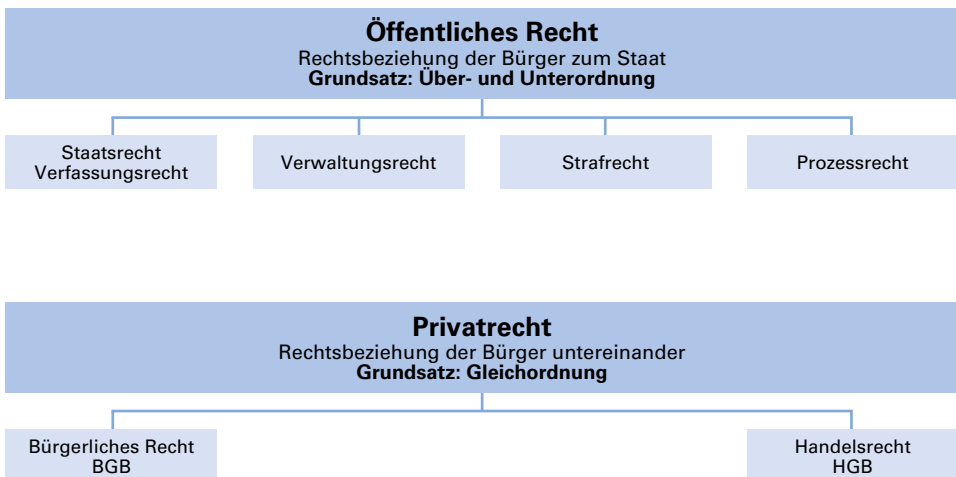 Öffentliches Recht
Rechtsbeziehung der Bürger zum Staat
Grundsatz: Über- und Unterordnung
Staatsrecht
Verfassungsrecht
Verwaltungsrecht
Strafrecht
Prozessrecht
Privatrecht
Rechtsbeziehung der Bürger untereinander
Grundsatz: Gleichordnung
Bürgerliches Recht
BGB
Handelsrecht
HGB